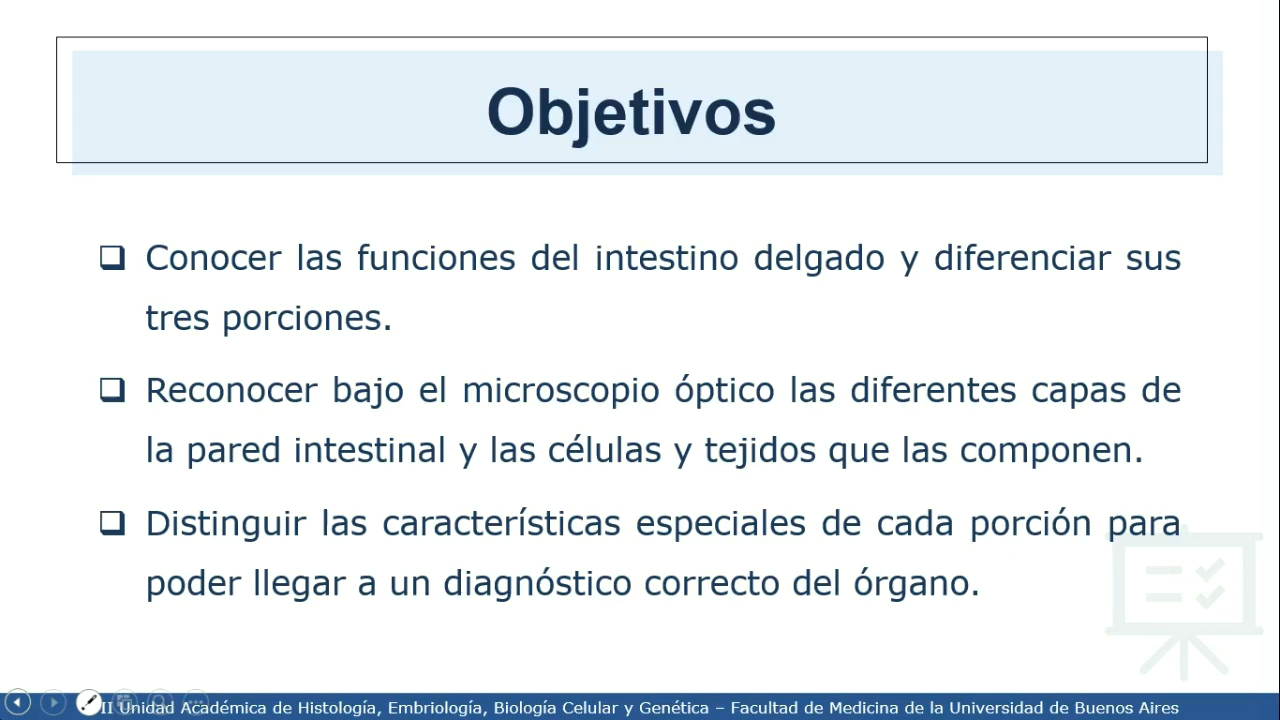 Objetivos
❑ Conocer las funciones del intestino delgado y diferenciar sus
tres porciones.
❑ Reconocer bajo el microscopio óptico las diferentes capas de
la pared intestinal y las células y tejidos que las componen.
❑ Distinguir las características especiales de cada porción para
poder llegar a un diagnóstico correcto del órgano.
II Unidad Académica de Histología, Embriología, Biología Celular y Genética – Facultad de Medicina de la Universidad de Buenos Aires